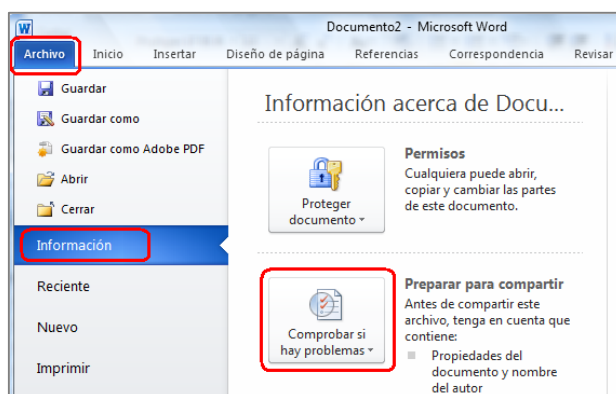 Documento2 - Microsoft Word
Archivo Inicio Insertar Diseño de página Referencias Correspondencia Revisar
Guardar
Guardar como
Guardar como Adobe PDF
Abrir
Cerrar
Información
Reciente
Nuevo
Imprimir
Información acerca de Docu...
Proteger
documento
Permisos
Cualquiera puede abrir,
copiar y cambiar las partes
de este documento.
Comprobar si
hay problemas
Preparar para compartir
Antes de compartir este
archivo, tenga en cuenta que
contiene:
Propiedades del
documento y nombre
del autor